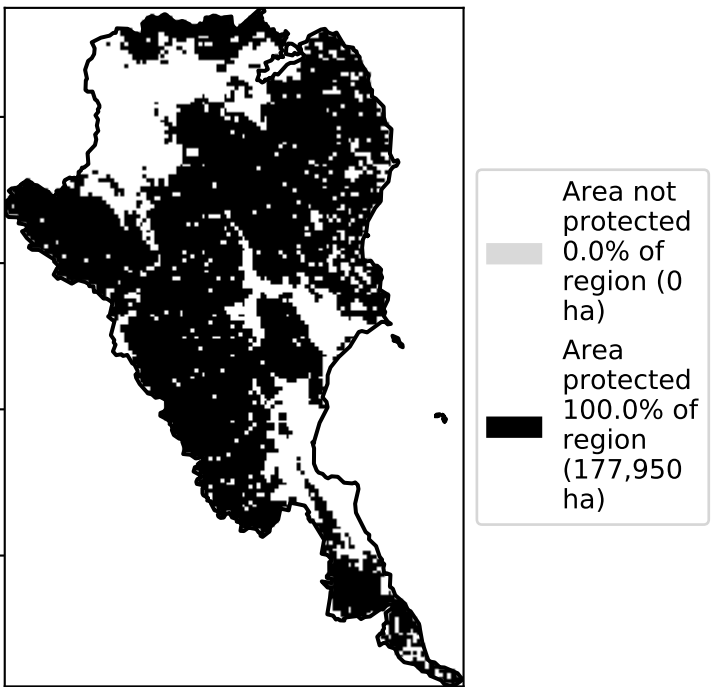 Area not
protected
0.0% of
region (0
ha)
Area
protected
100.0% of
region
(177,950
ha)